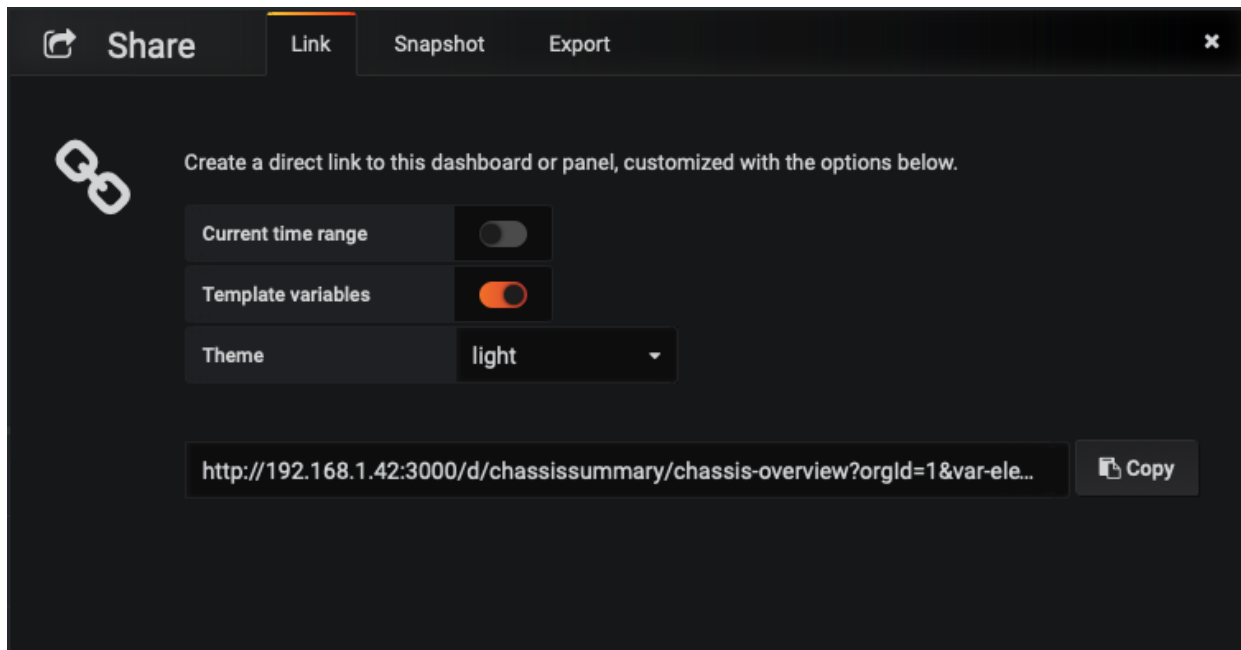 Share Link Snapshot Export ×
Create a direct link to this dashboard or panel, customized with the options below.
Current time range
Template variables
Theme light
http://192.168.1.42:3000/d/chassissummary/chassis-overview?orgId=1&var-ele... Copy